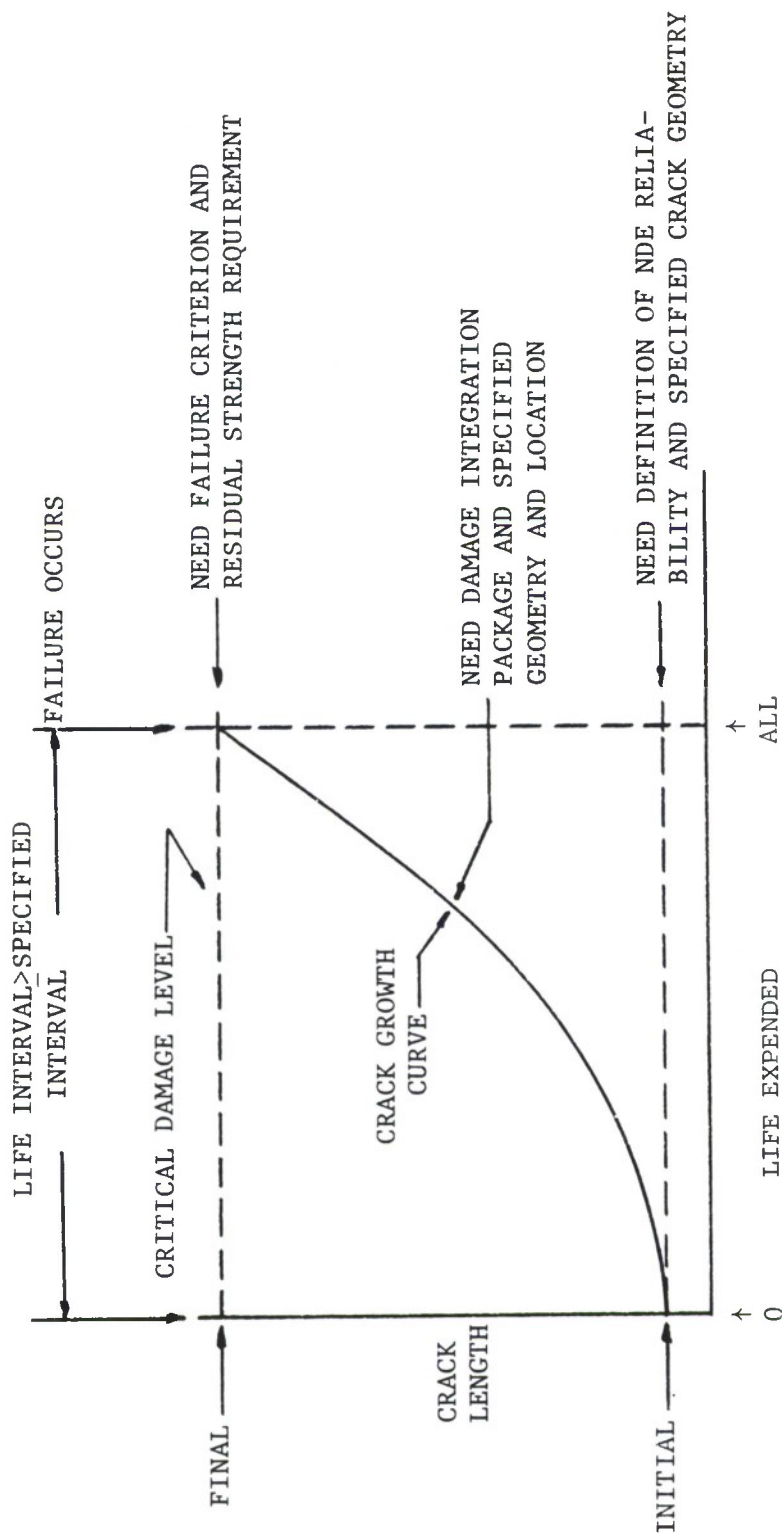 LIFE INTERVAL≥SPECIFIED
INTERVAL
FAILURE OCCURS
CRITICAL DAMAGE LEVEL
NEED FAILURE CRITERION AND
RESIDUAL STRENGTH REQUIREMENT
FINAL
CRACK GROWTH
CURVE
NEED DAMAGE INTEGRATION
PACKAGE AND SPECIFIED
GEOMETRY AND LOCATION
CRACK
LENGTH
NEED DEFINITION OF NDE RELIA-
BILITY AND SPECIFIED CRACK GEOMETRY
INITIAL
↑
↑
0
LIFE EXPENDED
ALL